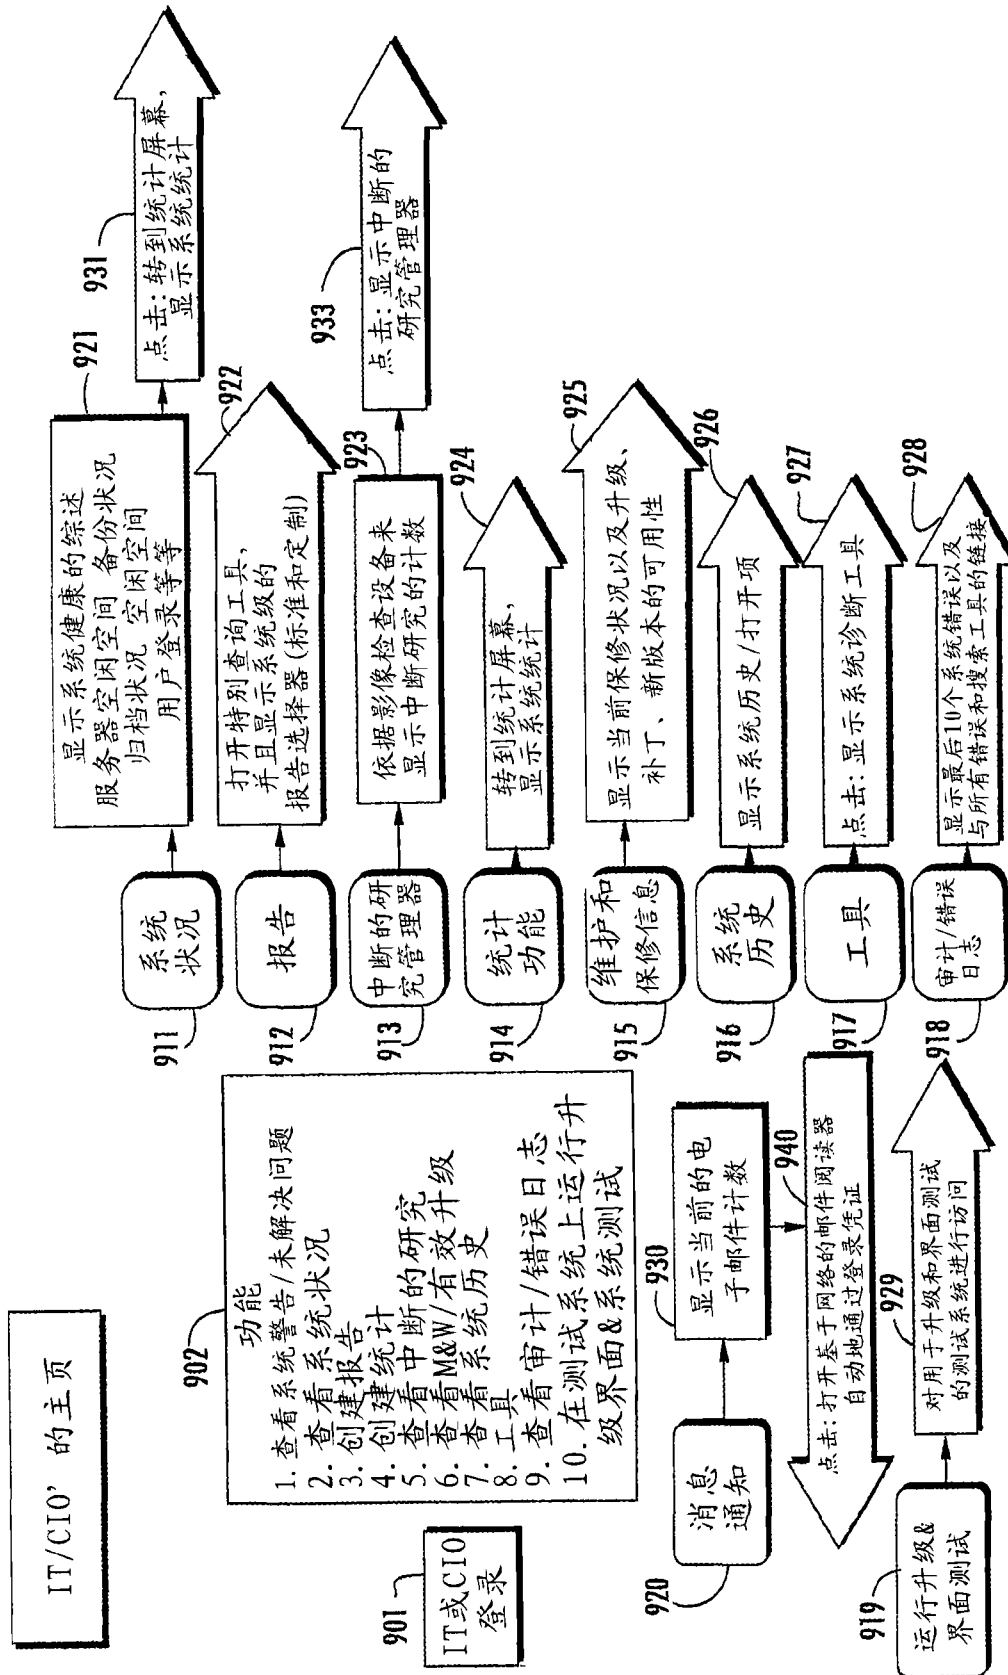 IT/CIO’的主页
901
IT或CIO
登录
902
功能
1. 查看系统警告/未解决问题
2. 查看系统状况
3. 创建报告
4. 创建统计
5. 查看中断的研究
6. 查看M&W/有效升级
7. 查看系统历史
8. 工具
9. 查看审计/错误日志
10. 在测试系统上运行升
级界面&系统测试
911
系统
状况
921
显示系统健康的综述
服务器空闲空间 备份状况
归档状况 空闲空间
用户登录等等
931
点击:转到统计屏幕,
显示系统统计
912
报告
922
打开特别查询工具,
并且显示系统级的
报告选择器(标准和定制)
913
中断的研
究管理器
923
依据影像检查设备来
显示中断研究的计数
933
点击:显示中断的
研究管理器
914
统计
功能
924
转到统计屏幕,
显示系统统计
915
维护和
保修信息
925
显示当前保修状况以及升级、
补丁、新版本的可用性
916
系统
历史
926
显示系统历史/打开项
917
工具
927
点击:显示系统诊断工具
918
审计/错误
日志
928
显示最后10个系统错误以及
与所有错误和搜索工具的链接
920
消息
通知
930
显示当前的电
子邮件计数
940
点击:打开基于网络的邮件阅读器
自动地通过登录凭证
919
运行升级&
界面测试
929
对用于升级和界面测试
的测试系统进行访问